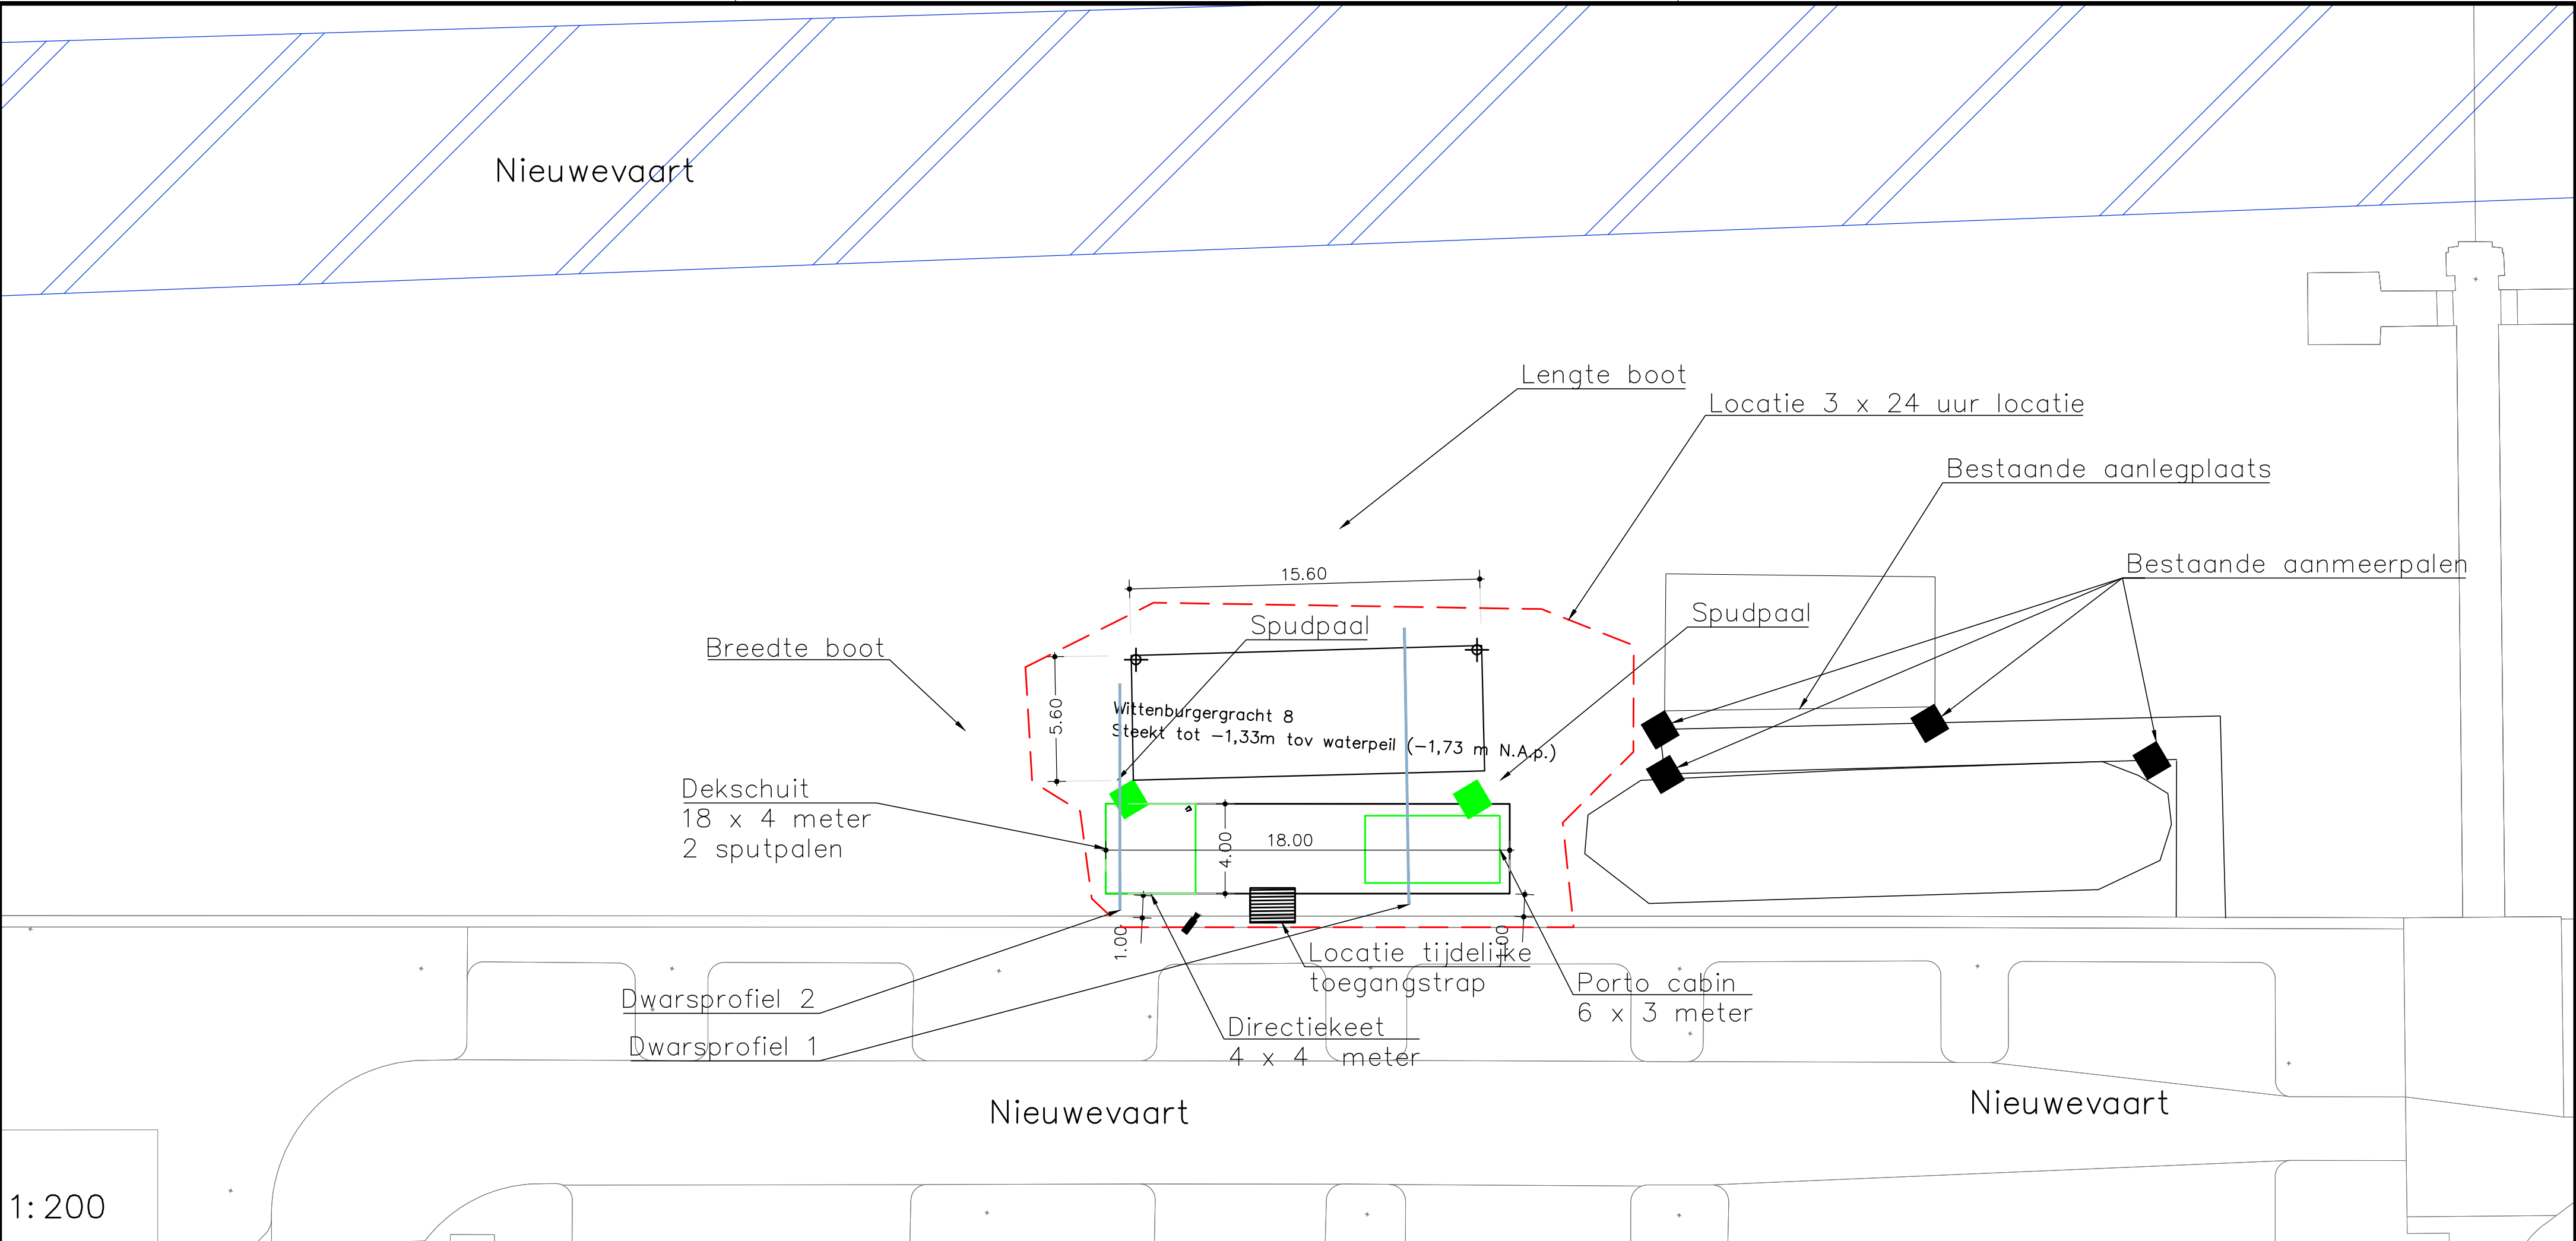 Nieuwevaart
Lengte boot
Locatie 3 x 24 uur locatie
Bestaande aanlegplaats
Bestaande aanmeerpalen
15.60
Spudpaal
Spudpaal
Breedte boot
5.60
Wittenburgergracht 8
Steekt tot -1,33m tov waterpeil (-1,73 m N.A.p.)
Dekschuit
18 x 4 meter
2 sputpalen
4.00
18.00
1.00
1.00
Locatie tijdelijke
toegangstrap
Porto cabin
6 x 3 meter
Dwarsprofiel 2
Directiekeet
4 x 4 meter
Dwarsprofiel 1
Nieuwevaart
Nieuwevaart
1:200